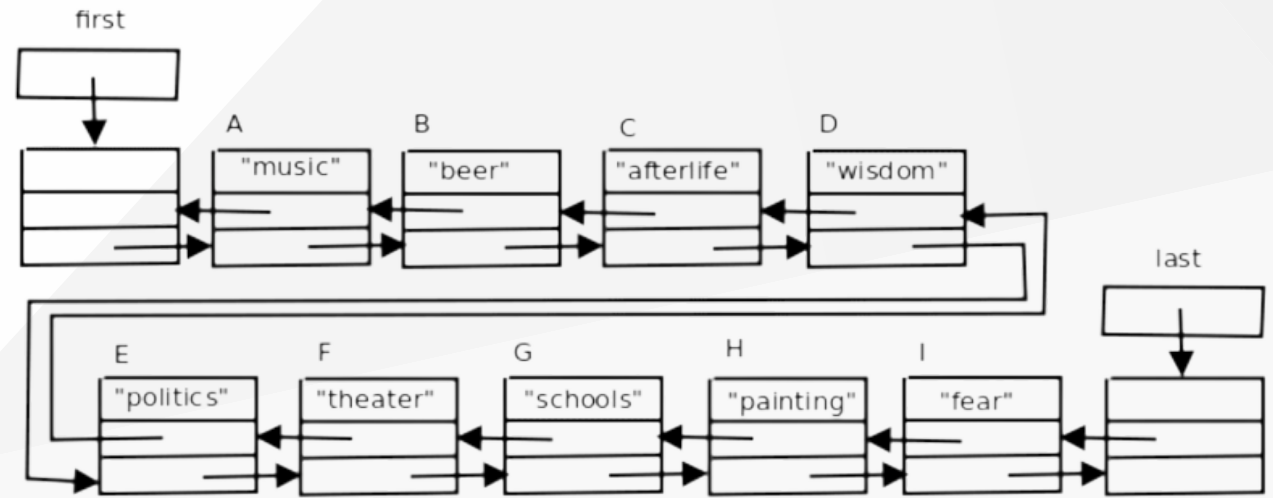 first
A B C D
"music" "beer" "afterlife" "wisdom"
last
E F G H I
"politics" "theater" "schools" "painting" "fear"